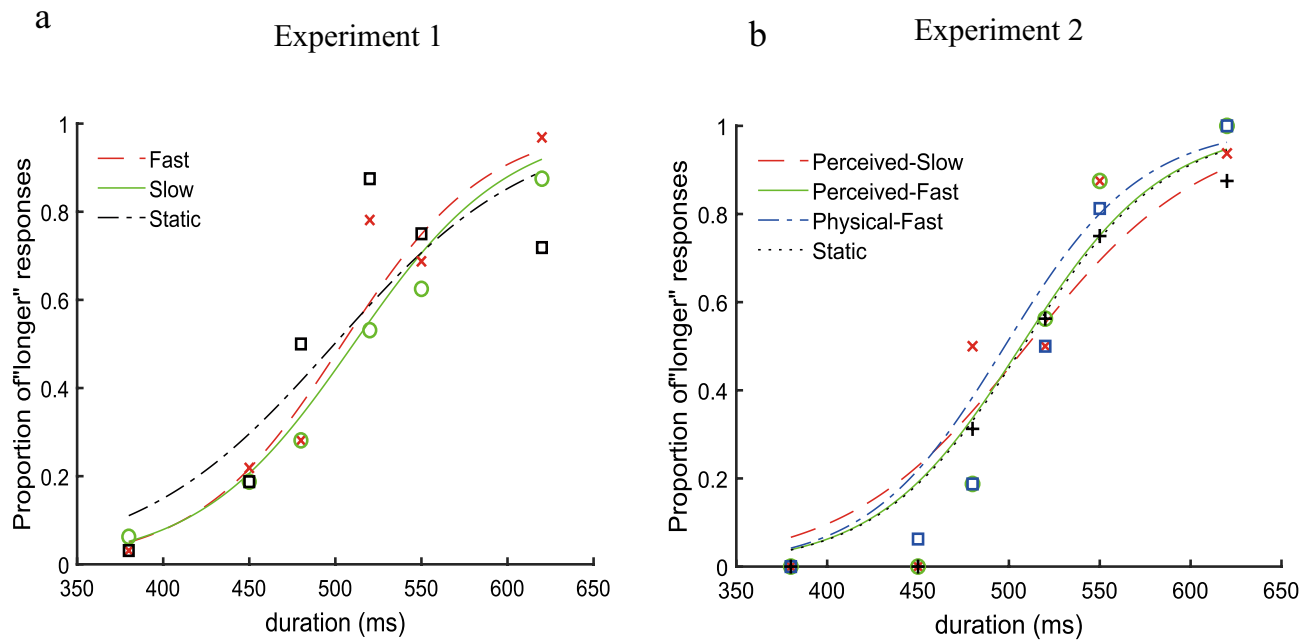 a
Experiment 1
Proportion of"longer" responses
1
0.8
0.6
0.4
0.2
0
Fast
Slow
Static
350 400 450 500 550 600 650
duration (ms)
b
Experiment 2
Proportion of"longer" responses
1
0.8
0.6
0.4
0.2
0
Perceived-Slow
Perceived-Fast
Physical-Fast
Static
350 400 450 500 550 600 650
duration (ms)